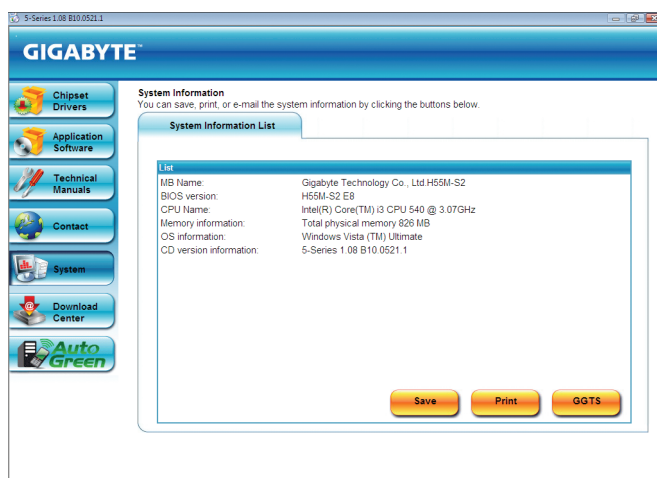 5-Series 1.08 B10.0521.1
GIGABYTE™
Chipset
Drivers
Application
Software
Technical
Manuals
Contact
System
Download
Center
Auto
Green
System Information
You can save, print, or e-mail the system information by clicking the buttons below.
System Information List
List
MB Name: Gigabyte Technology Co., Ltd.H55M-S2
BIOS version: H55M-S2 E8
CPU Name: Intel(R) Core(TM) i3 CPU 540 @ 3.07GHz
Memory information: Total physical memory 826 MB
OS information: Windows Vista (TM) Ultimate
CD version information: 5-Series 1.08 B10.0521.1
Save Print GGTS